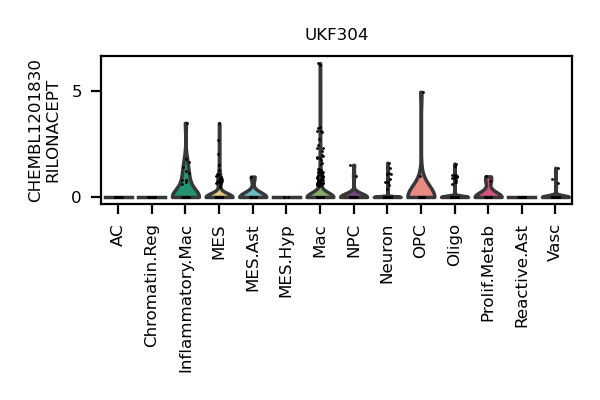 UKF304
CHEMBL1201830
RILONACEPT
5
0
AC
Chromatin.Reg
Inflammatory.Mac
MES
MES.Ast
MES.Hyp
Mac
NPC
Neuron
OPC
Oligo
Prolif.Metab
Reactive.Ast
Vasc